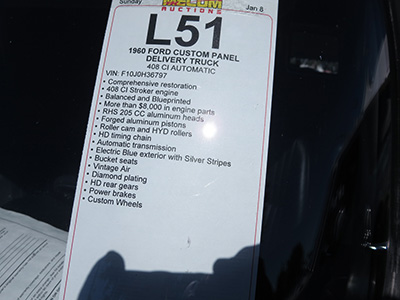 Sunday
MECUM
AUCTIONS
Jan 8
L51
1960 FORD CUSTOM PANEL
DELIVERY TRUCK
408 CI AUTOMATIC
VIN: F10J0H36797
• Comprehensive restoration
• 408 CI Stroker engine
• Balanced and Blueprinted
• More than $8,000 in engine parts
• RHS 205 CC aluminum heads
• Forged aluminum pistons
• Roller cam and HYD rollers
• HD timing chain
• Automatic transmission
• Electric Blue exterior with Silver Stripes
• Bucket seats
• Vintage Air
• Diamond plating
• HD rear gears
• Power brakes
• Custom Wheels